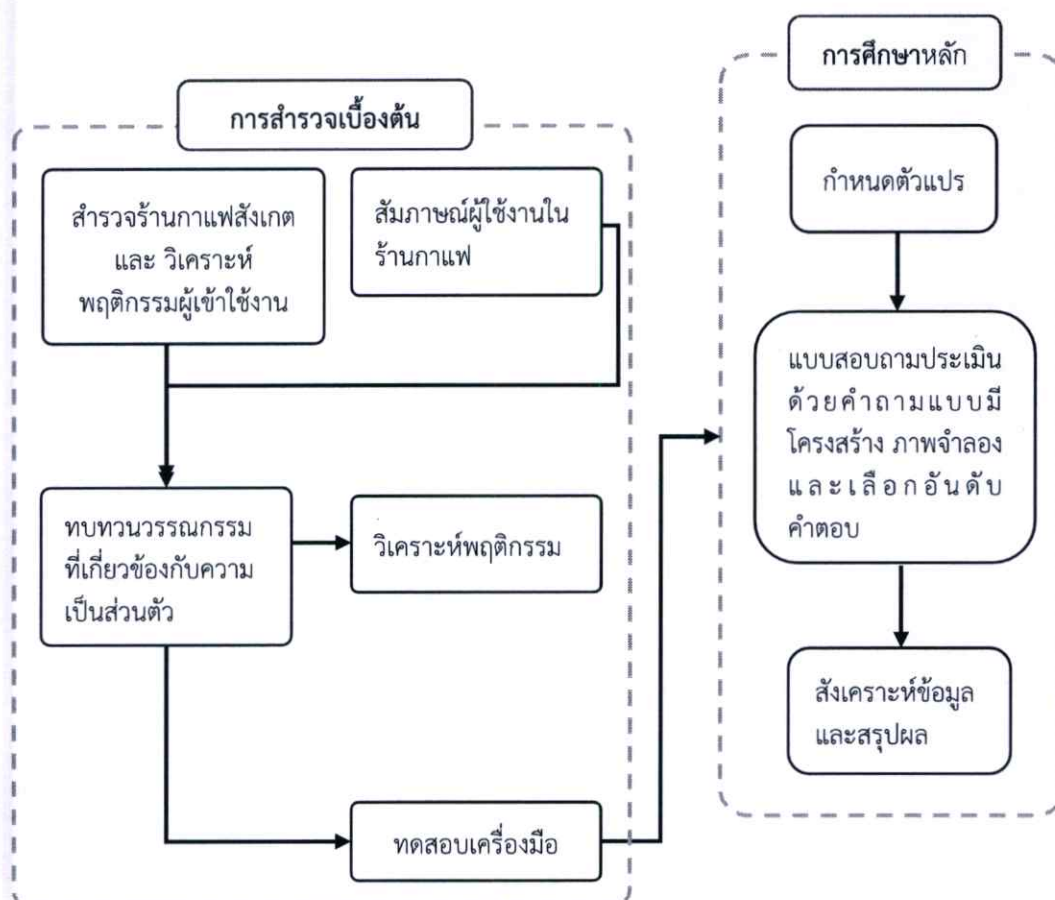 การสำรวจเบื้องต้น
สำรวจร้านกาแฟสังเกต
และ วิเคราะห์
พฤติกรรมผู้เข้าใช้งาน
สัมภาษณ์ผู้ใช้งานใน
ร้านกาแฟ
ทบทวนวรรณกรรม
ที่เกี่ยวข้องกับความ
เป็นส่วนตัว
วิเคราะห์พฤติกรรม
ทดสอบเครื่องมือ
การศึกษาหลัก
กำหนดตัวแปร
แบบสอบถามประเมิน
ด้วยคำถามแบบมี
โครงสร้าง ภาพจำลอง
และเลือกอันดับ
คำตอบ
สังเคราะห์ข้อมูล
และสรุปผล